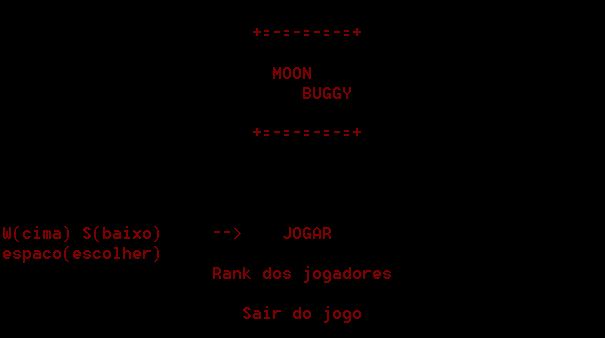 +=-=-=-=-=+
MOON
BUGGY
+=-=-=-=-=+
W(cima) S(baixo) --> JOGAR
espaco(escolher)
Rank dos jogadores
Sair do jogo